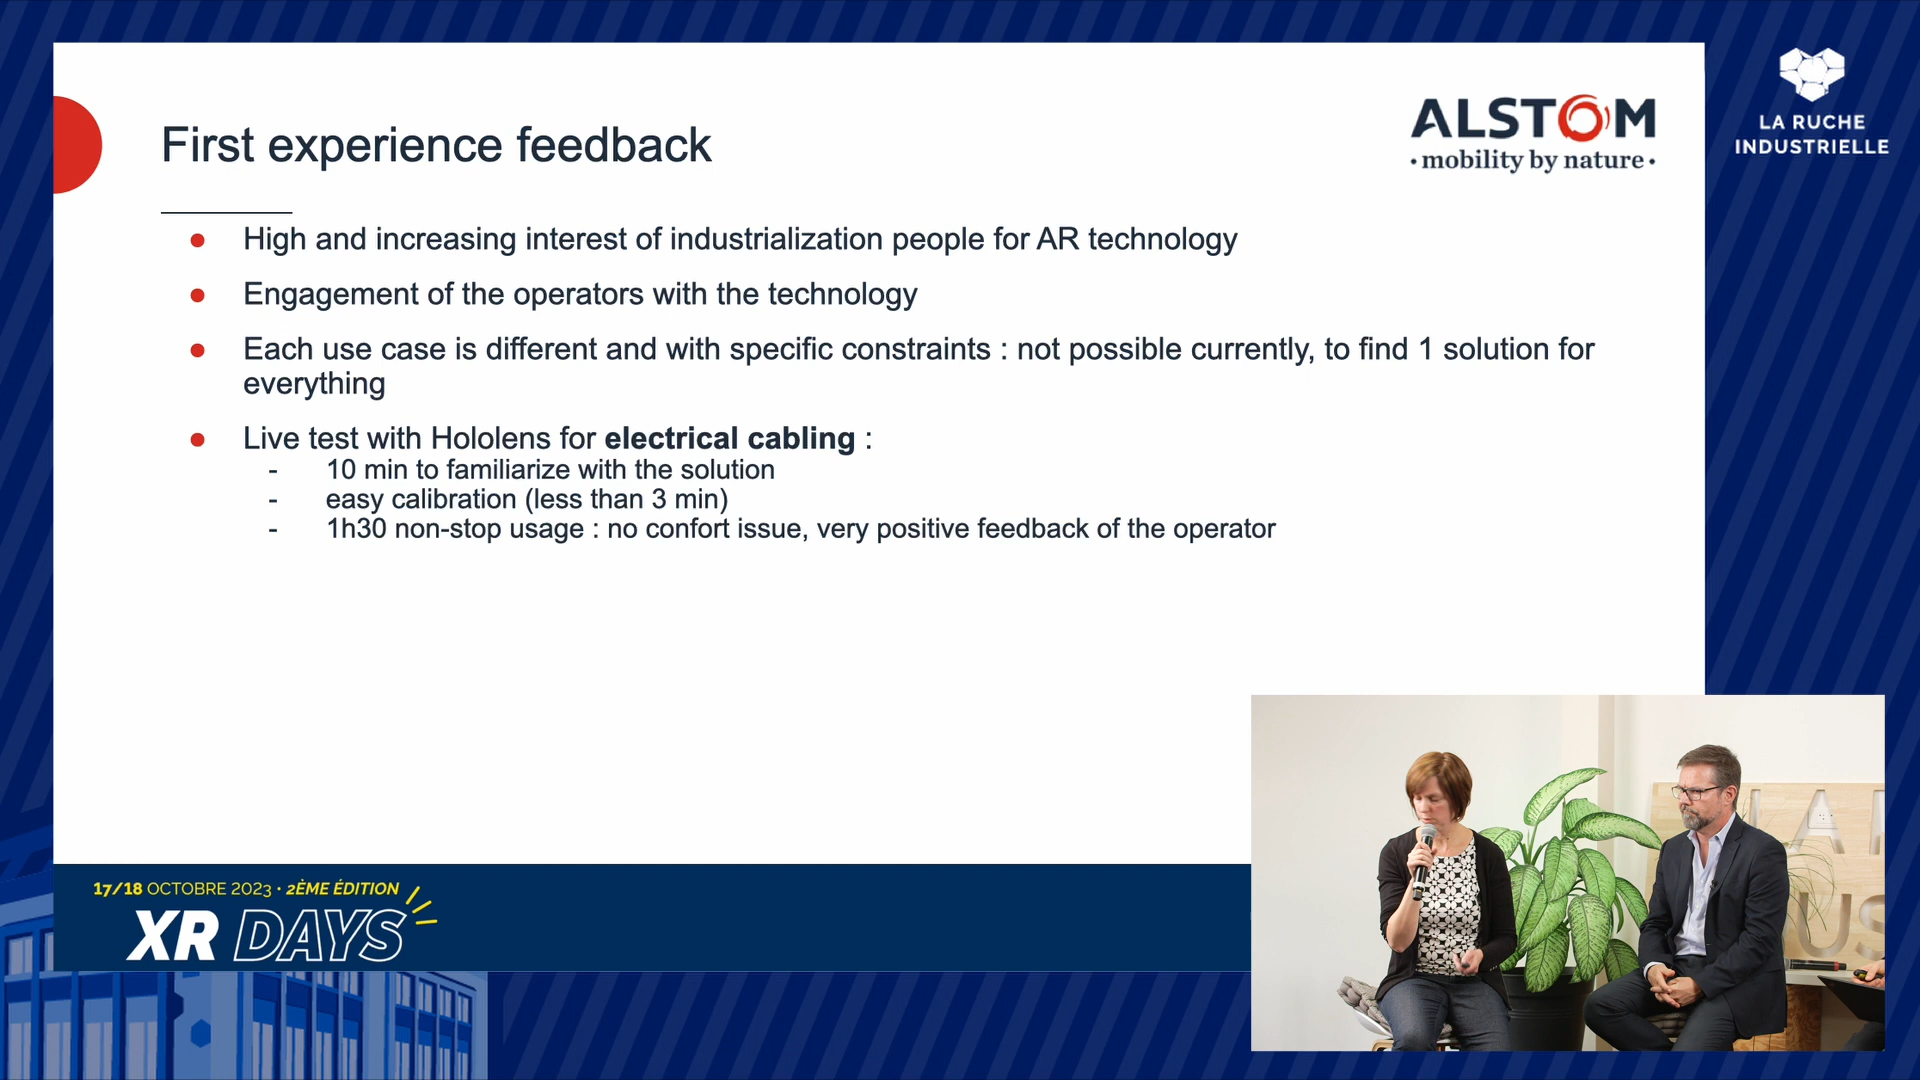 First experience feedback
ALSTOM
• mobility by nature •
LA RUCHE
INDUSTRIELLE
● High and increasing interest of industrialization people for AR technology
● Engagement of the operators with the technology
● Each use case is different and with specific constraints : not possible currently, to find 1 solution for
everything
● Live test with Hololens for electrical cabling :
- 10 min to familiarize with the solution
- easy calibration (less than 3 min)
- 1h30 non-stop usage : no confort issue, very positive feedback of the operator
17/18 OCTOBRE 2023 • 2ÈME ÉDITION
XR DAYS
LA
US